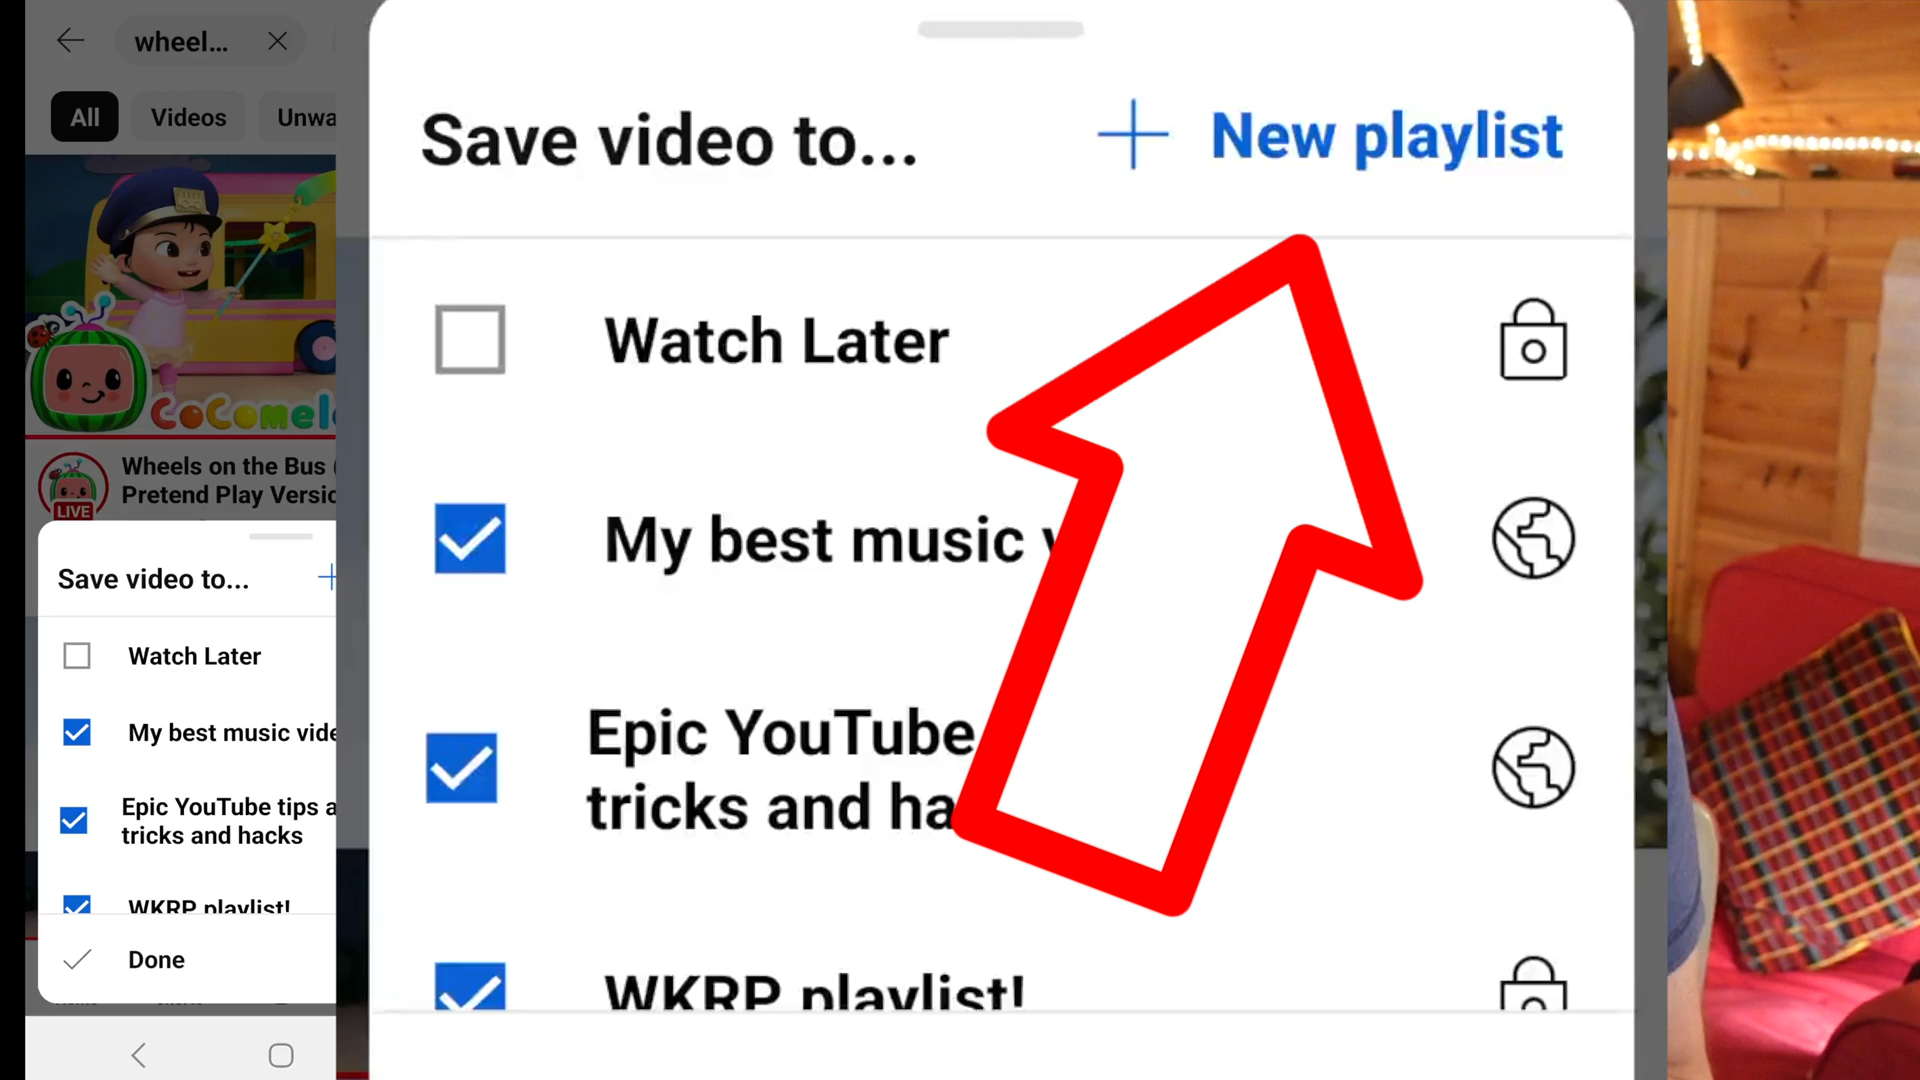 wheel...
All
Videos
Unwa
CoComel
Wheels on the Bus (
Pretend Play Versic
LIVE
Save video to...
Watch Later
My best music vide
Epic YouTube tips a
tricks and hacks
WKRP playlist!
Done
Save video to...
New playlist
Watch Later
My best music v
Epic YouTube
tricks and ha
WKRP playlist!